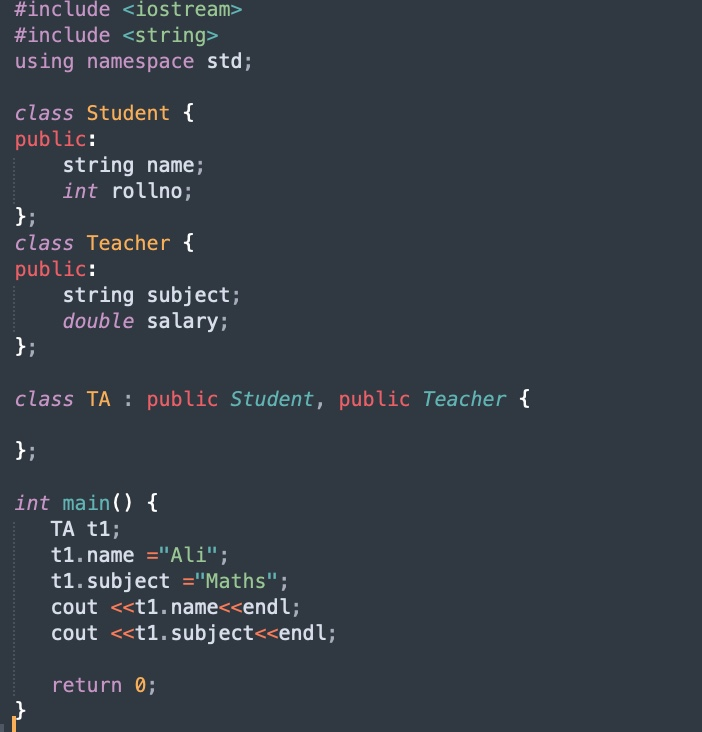 #include <iostream>
#include <string>
using namespace std;

class Student {
public:
    string name;
    int rollno;
};
class Teacher {
public:
    string subject;
    double salary;
};

class TA : public Student, public Teacher {

};

int main() {
   TA t1;
   t1.name ="Ali";
   t1.subject ="Maths";
   cout <<t1.name<<endl;
   cout <<t1.subject<<endl;

   return 0;
}